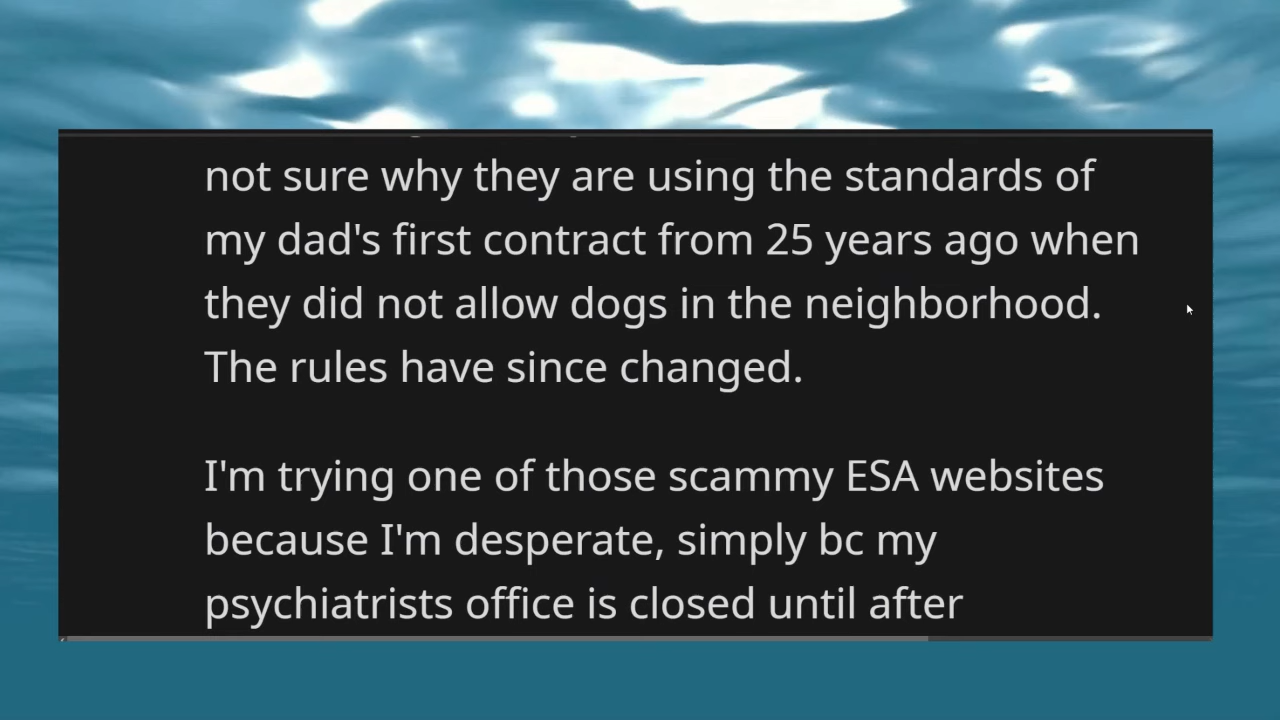 not sure why they are using the standards of
my dad's first contract from 25 years ago when
they did not allow dogs in the neighborhood.
The rules have since changed.
I'm trying one of those scammy ESA websites
because I'm desperate, simply bc my
psychiatrists office is closed until after